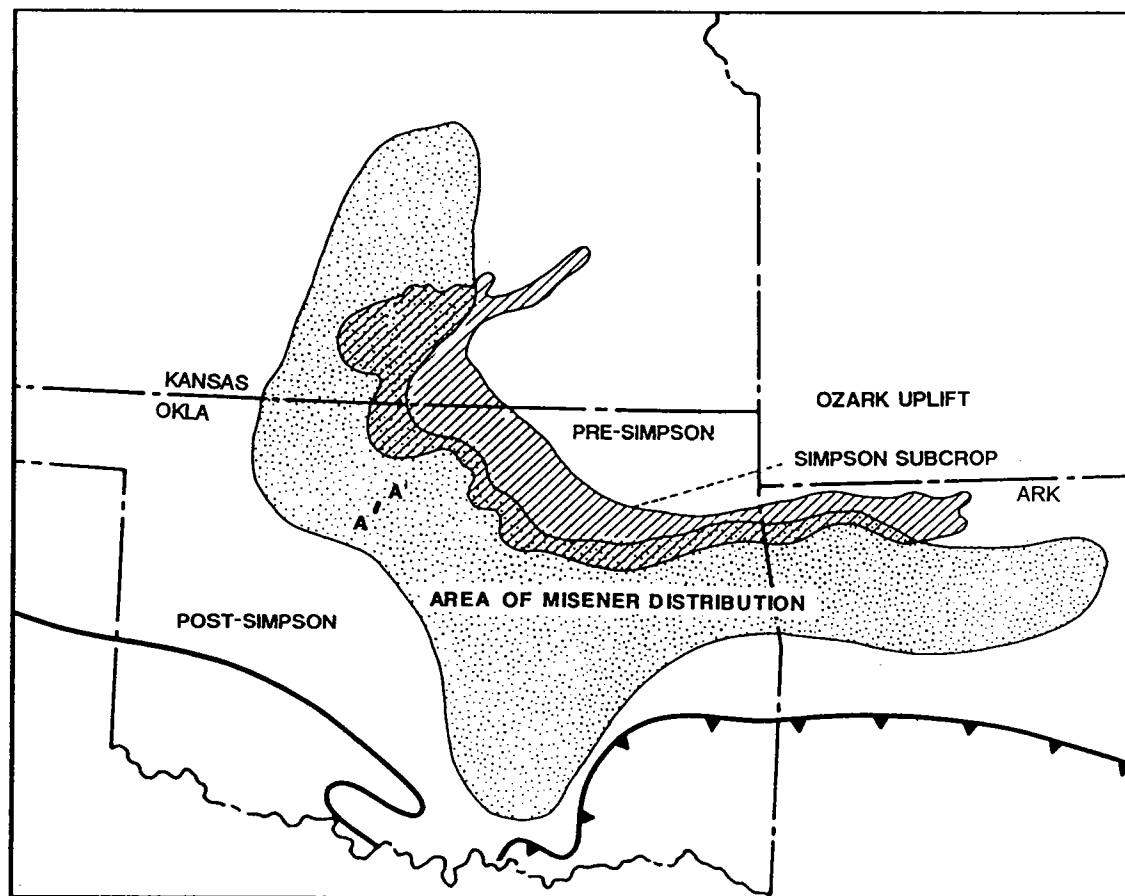 KANSAS
OKLA
OZARK UPLIFT
PRE-SIMPSON
SIMPSON SUBCROP
ARK
A'
A
AREA OF MISENER DISTRIBUTION
POST-SIMPSON